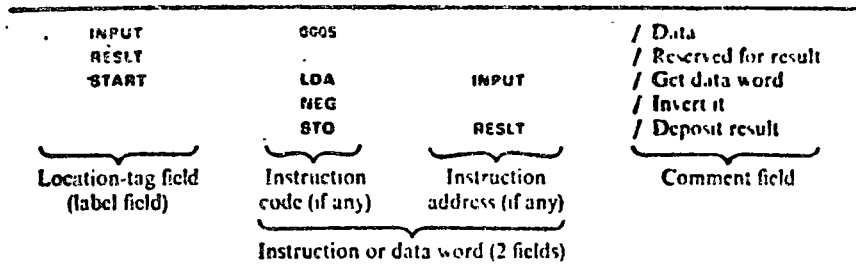 INPUT 0005 / Data
RESLT / Reserved for result
START LDA INPUT / Get data word
NEG / Invert it
STO RESLT / Deposit result
Location-tag field Instruction Instruction Comment field
(label field) code (if any) address (if any)
Instruction or data word (2 fields)